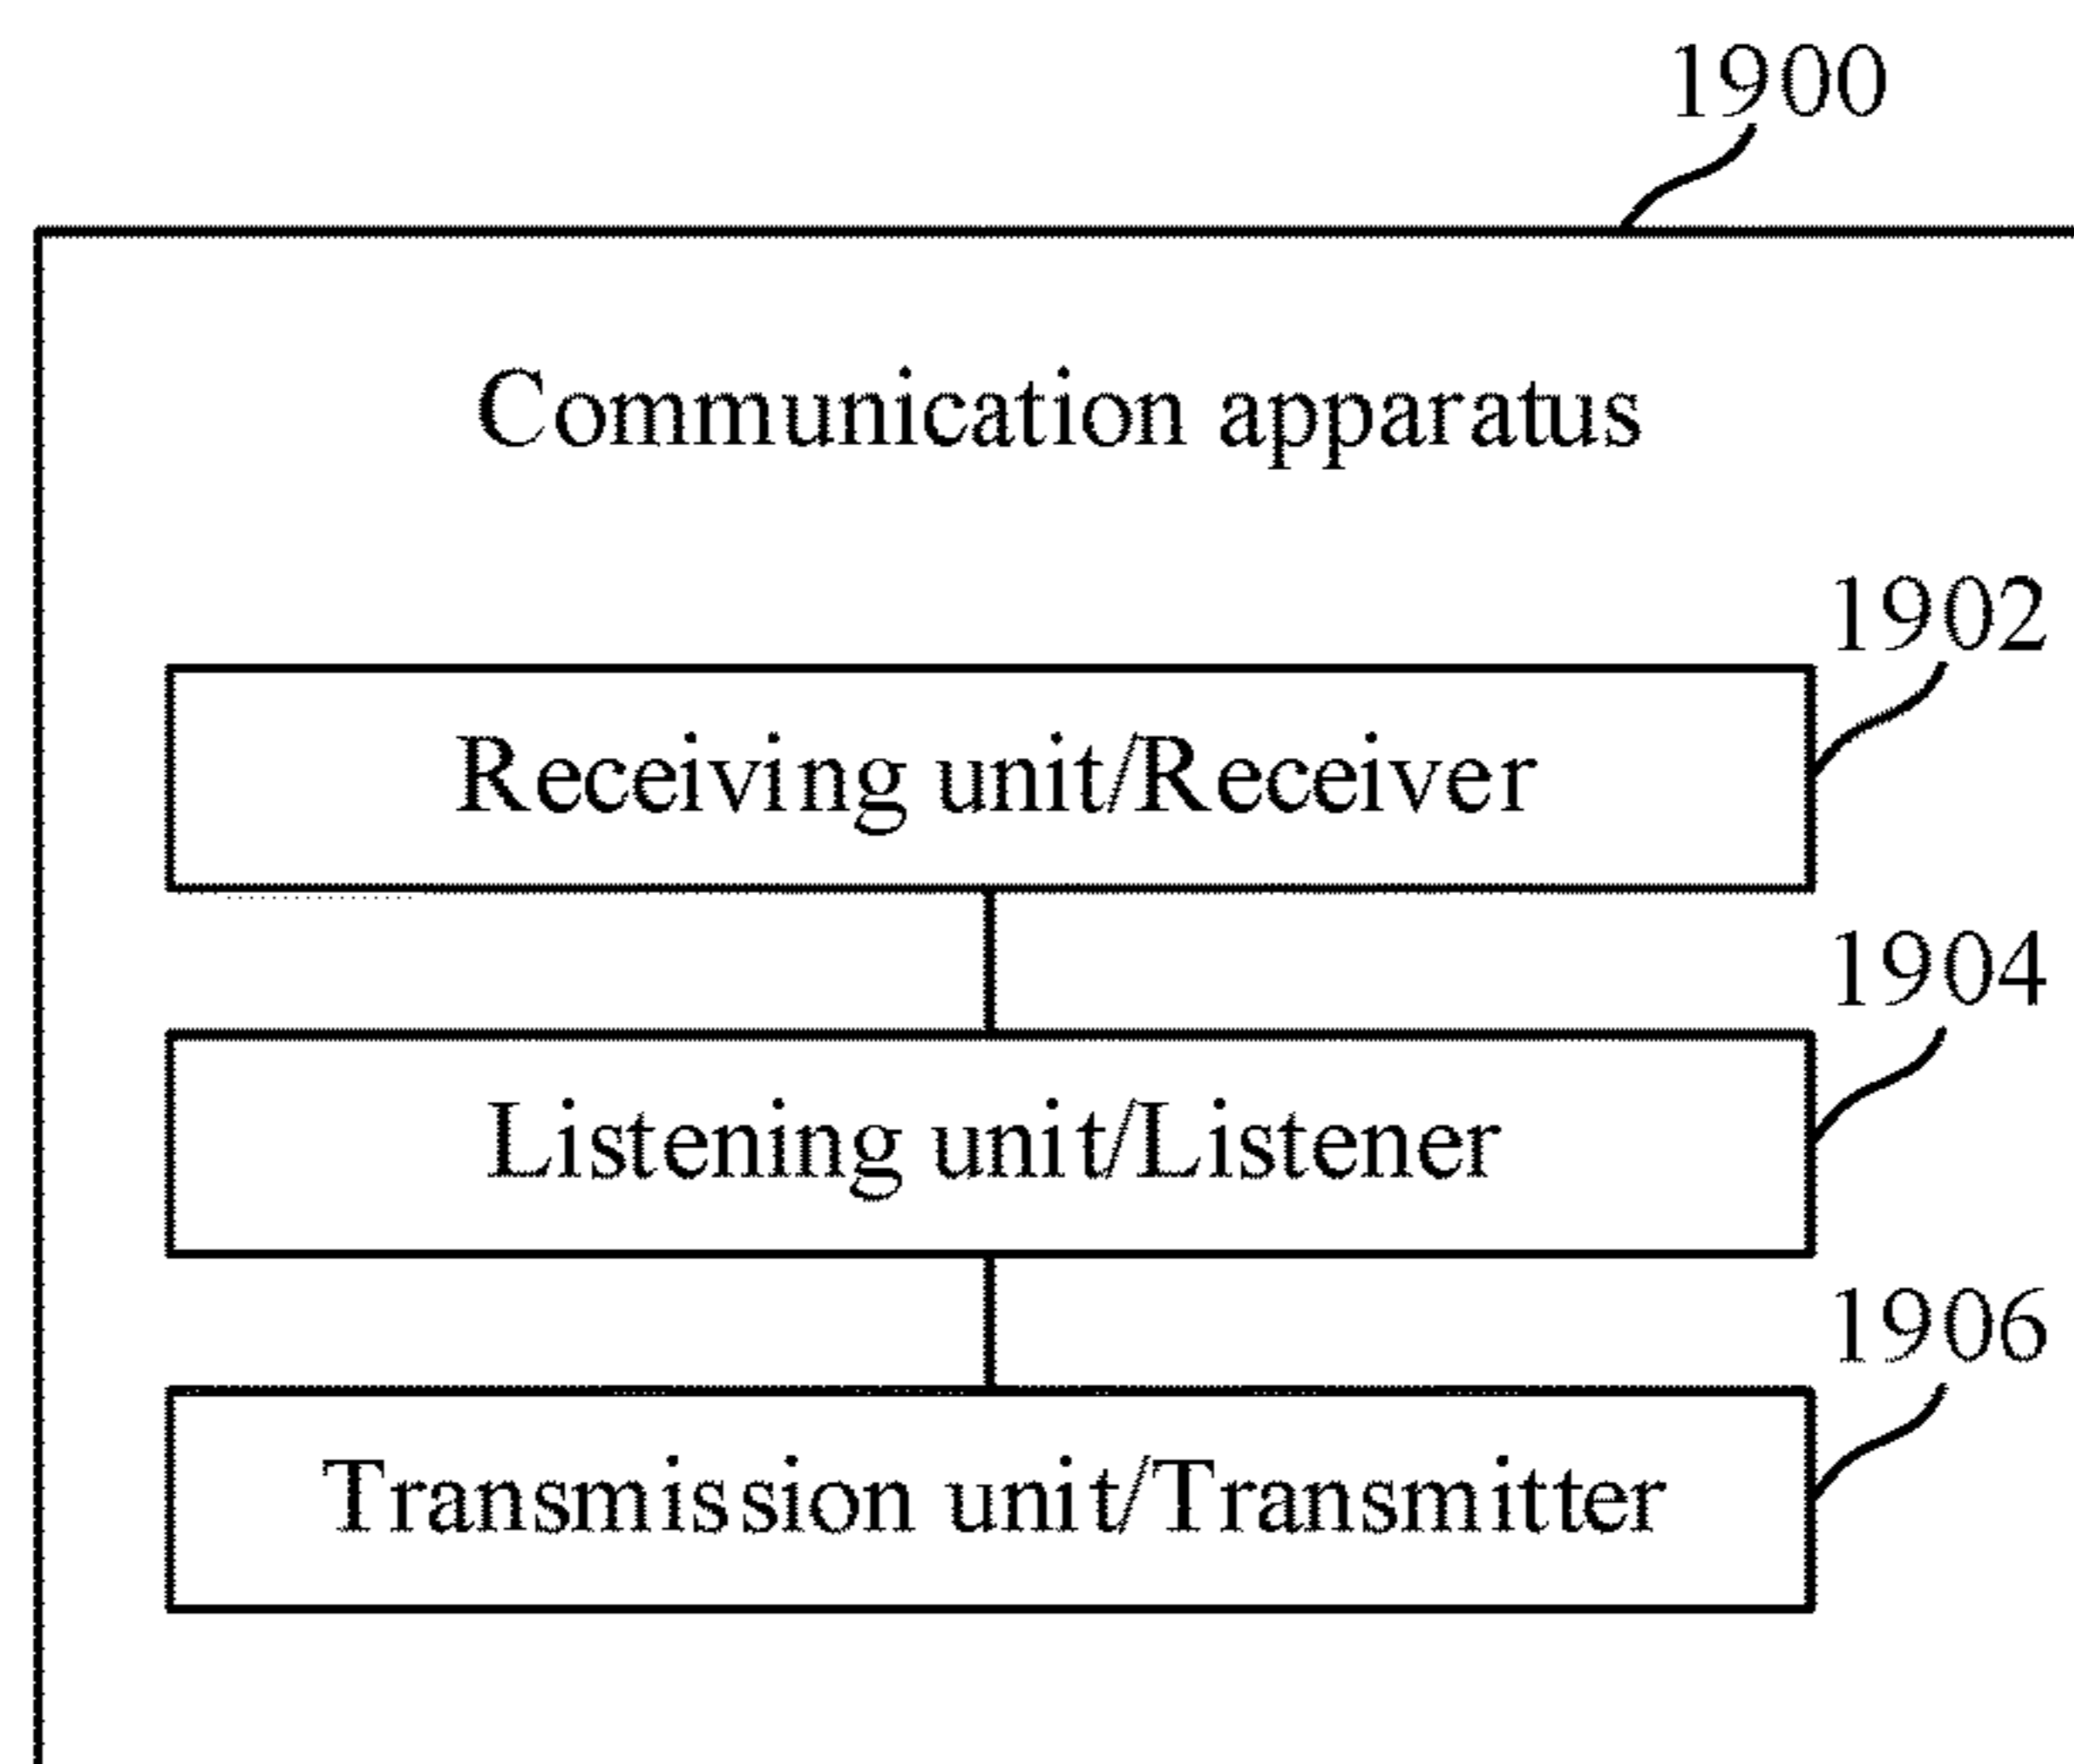 1900
Communication apparatus
1902
Receiving unit/Receiver
1904
Listening unit/Listener
1906
Transmission unit/Transmitter